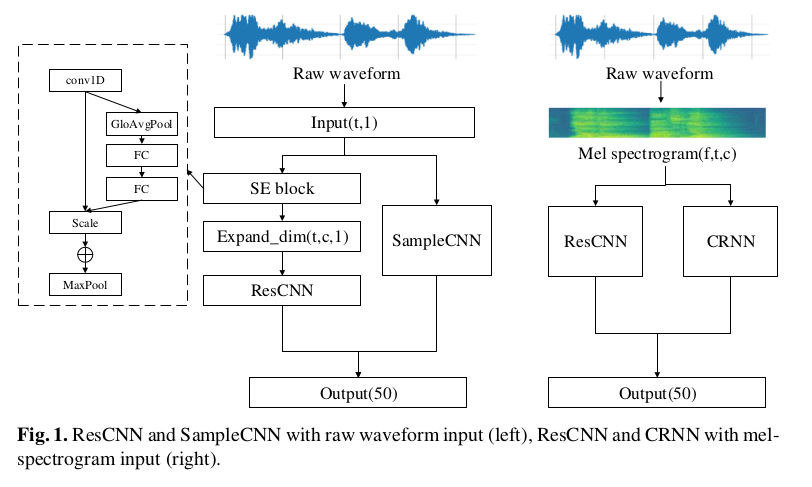 conv1D
GloAvgPool
FC
FC
Scale
MaxPool
Raw waveform
Input(t,1)
SE block
Expand_dim(t,c,1)
ResCNN
SampleCNN
Output(50)
Raw waveform
Mel spectrogram(f,t,c)
ResCNN
CRNN
Output(50)
Fig. 1. ResCNN and SampleCNN with raw waveform input (left), ResCNN and CRNN with mel-
spectrogram input (right).